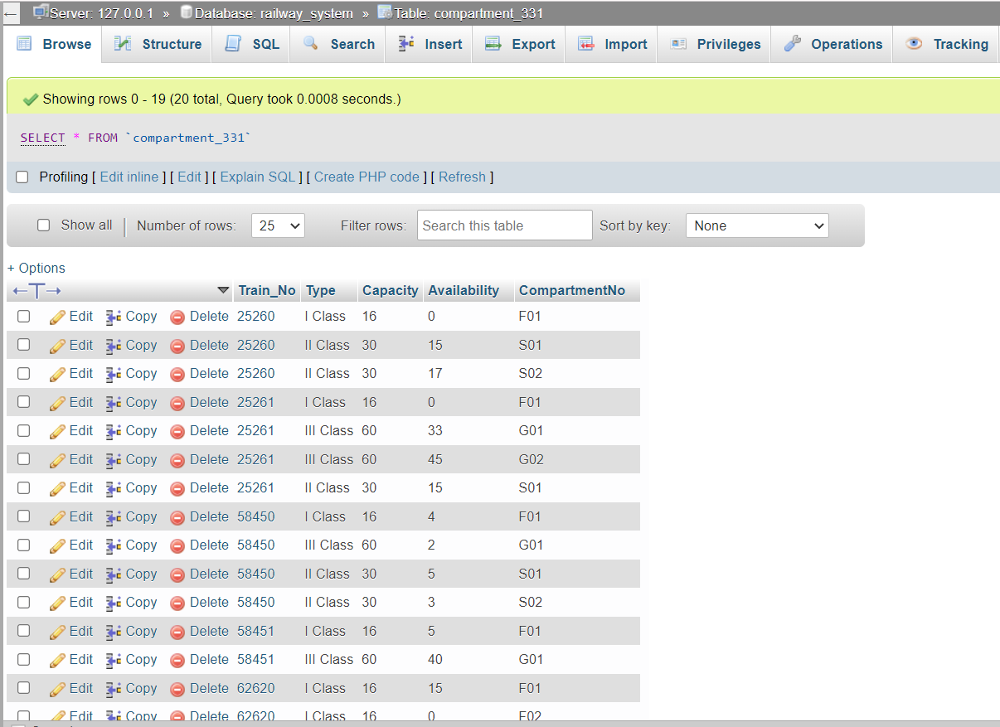 Server: 127.0.0.1 » Database: railway_system » Table: compartment_331
Browse Structure SQL Search Insert Export Import Privileges Operations Tracking
Showing rows 0 - 19 (20 total, Query took 0.0008 seconds.)
SELECT * FROM `compartment_331`
Profiling [ Edit inline ] [ Edit ] [ Explain SQL ] [ Create PHP code ] [ Refresh ]
Show all | Number of rows: 25 Filter rows: Search this table Sort by key: None
+ Options
←T→ Train_No Type Capacity Availability CompartmentNo
Edit Copy Delete 25260 I Class 16 0 F01
Edit Copy Delete 25260 II Class 30 15 S01
Edit Copy Delete 25260 II Class 30 17 S02
Edit Copy Delete 25261 I Class 16 0 F01
Edit Copy Delete 25261 III Class 60 33 G01
Edit Copy Delete 25261 III Class 60 45 G02
Edit Copy Delete 25261 II Class 30 15 S01
Edit Copy Delete 58450 I Class 16 4 F01
Edit Copy Delete 58450 III Class 60 2 G01
Edit Copy Delete 58450 II Class 30 5 S01
Edit Copy Delete 58450 II Class 30 3 S02
Edit Copy Delete 58451 I Class 16 5 F01
Edit Copy Delete 58451 III Class 60 40 G01
Edit Copy Delete 62620 I Class 16 15 F01
Edit Copy Delete 62620 I Class 16 0 F02